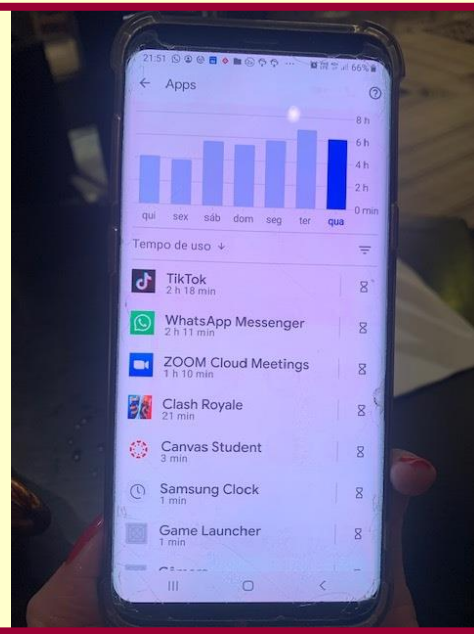 21:51
66%
Apps
8 h
6 h
4 h
2 h
0 min
qui sex sáb dom seg ter qua
Tempo de uso
TikTok
2 h 18 min
WhatsApp Messenger
2 h 11 min
ZOOM Cloud Meetings
1 h 10 min
Clash Royale
21 min
Canvas Student
3 min
Samsung Clock
1 min
Game Launcher
1 min